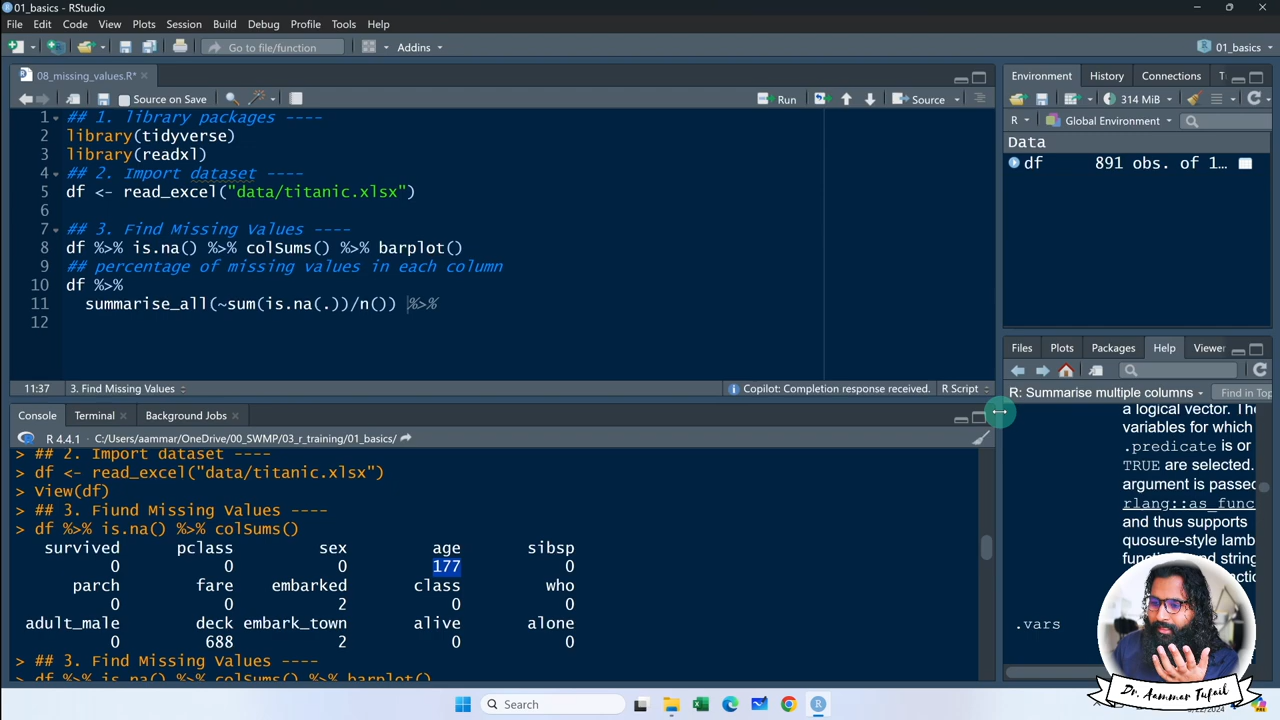 01_basics - RStudio
File Edit Code View Plots Session Build Debug Profile Tools Help
Go to file/function Addins 01_basics
08_missing_values.R*
Source on Save Run Source
1 ## 1. library packages ----
2 library(tidyverse)
3 library(readxl)
4 ## 2. Import dataset ----
5 df <- read_excel("data/titanic.xlsx")
6
7 ## 3. Find Missing Values ----
8 df %>% is.na() %>% colSums() %>% barplot()
9 ## percentage of missing values in each column
10 df %>%
11 summarise_all(~sum(is.na(.))/n()) %>%
12
11:37 3. Find Missing Values Copilot: Completion response received. R Script
Console Terminal Background Jobs
R 4.4.1 · C:/Users/aammar/OneDrive/00_SWMP/03_r_training/01_basics/
> ## 2. Import dataset ----
> df <- read_excel("data/titanic.xlsx")
> View(df)
> ## 3. Fiund Missing Values ----
> df %>% is.na() %>% colSums()
survived pclass sex age sibsp
0 0 0 177 0
parch fare embarked class who
0 0 2 0 0
adult_male deck embark_town alive alone
0 688 2 0 0
> ## 3. Find Missing Values ----
> df %>% is.na() %>% colSums() %>% barplot()
Environment History Connections
314 MiB
R Global Environment
Data
df 891 obs. of 1…
Files Plots Packages Help Viewer
R: Summarise multiple columns Find in Top
a logical vector. The
variables for which
.predicate is or
TRUE are selected.
argument is passed
rlang::as_func
and thus supports
quosure-style lamb
string
.vars
Dr. Aammar Tufail
Search